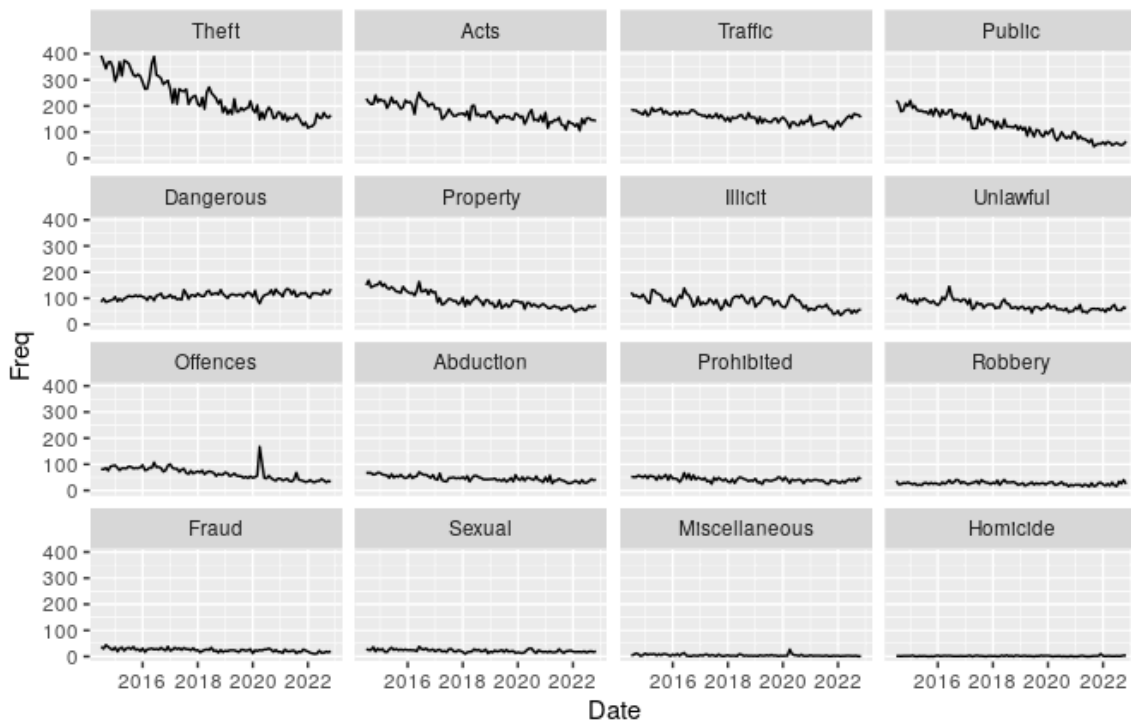 Theft Acts Traffic Public
400
300
200
100
0
Dangerous Property Illicit Unlawful
400
300
200
100
0
Freq
Offences Abduction Prohibited Robbery
400
300
200
100
0
Fraud Sexual Miscellaneous Homicide
400
300
200
100
0
2016 2018 2020 2022 2016 2018 2020 2022 2016 2018 2020 2022 2016 2018 2020 2022
Date